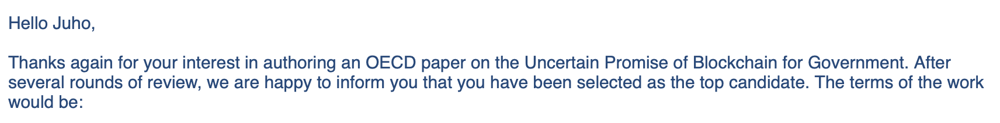 Hello Juho,
Thanks again for your interest in authoring an OECD paper on the Uncertain Promise of Blockchain for Government. After
several rounds of review, we are happy to inform you that you have been selected as the top candidate. The terms of the work
would be: